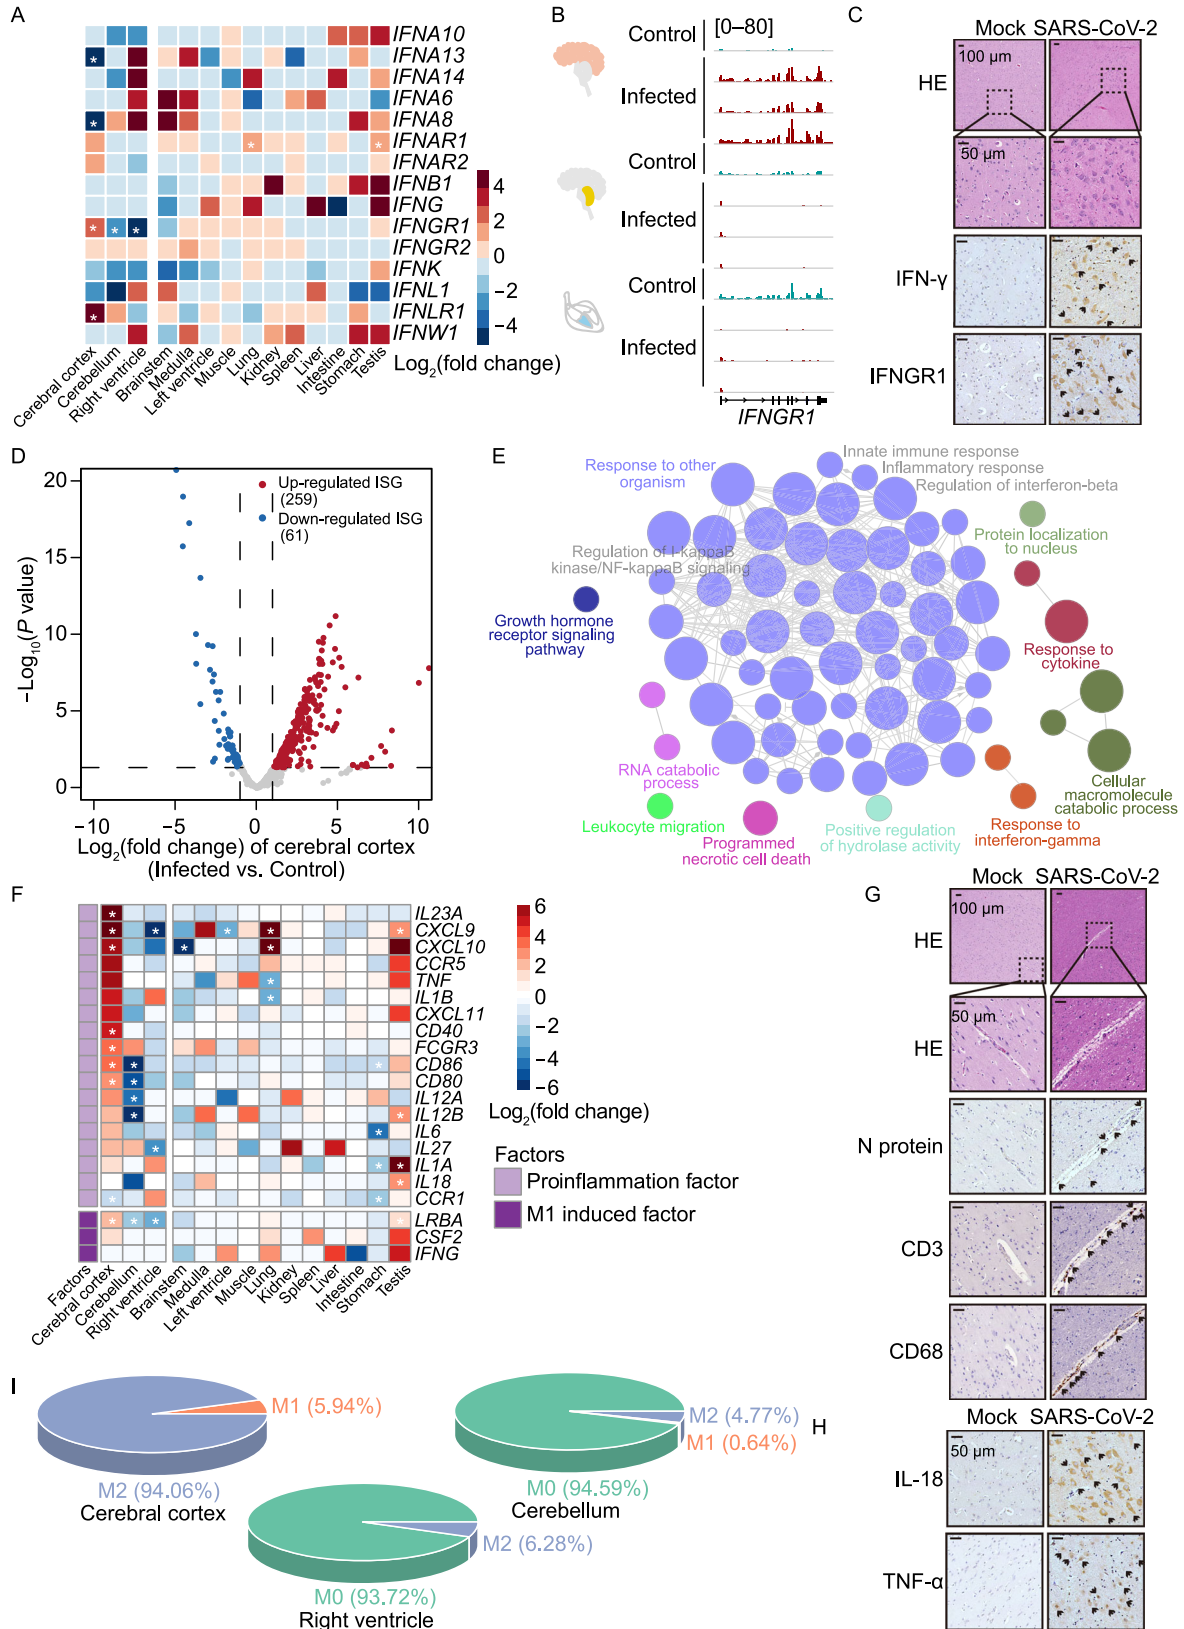 A
IFNA10
IFNA13
IFNA14
IFNA6
IFNA8
IFNAR1
IFNAR2
IFNB1
IFNG
IFNGR1
IFNGR2
IFNK
IFNL1
IFNLR1
IFNW1
*
*
* *
* * *
*
4
2
0
−2
−4
Log2(fold change)
Cerebral cortex
Cerebellum
Right ventricle
Brainstem
Medulla
Left ventricle
Muscle
Lung
Kidney
Spleen
Liver
Intestine
Stomach
Testis
B
[0–80]
Control
Infected
Control
Infected
Control
Infected
IFNGR1
C
Mock SARS-CoV-2
HE
100 µm
50 µm
IFN-γ
IFNGR1
D
20
15
10
5
0
−Log10(P value)
Up-regulated ISG
(259)
Down-regulated ISG
(61)
−10 −5 0 5 10
Log2(fold change) of cerebral cortex
(Infected vs. Control)
E
Response to other
organism
Innate immune response
Inflammatory response
Regulation of interferon-beta
Protein localization
to nucleus
Regulation of I-kappaB
kinase/NF-kappaB signaling
Growth hormone
receptor signaling
pathway
Response to
cytokine
RNA catabolic
process
Cellular
macromolecule
catabolic process
Leukocyte migration
Programmed
necrotic cell death
Positive regulation
of hydrolase activity
Response to
interferon-gamma
F
IL23A
CXCL9
CXCL10
CCR5
TNF
IL1B
CXCL11
CD40
FCGR3
CD86
CD80
IL12A
IL12B
IL6
IL27
IL1A
IL18
CCR1
LRBA
CSF2
IFNG
6
4
2
0
−2
−4
−6
Log2(fold change)
Factors
Proinflammation factor
M1 induced factor
Factors
Cerebral cortex
Cerebellum
Right ventricle
Brainstem
Medulla
Left ventricle
Muscle
Lung
Kidney
Spleen
Liver
Intestine
Stomach
Testis
G
Mock SARS-CoV-2
HE
100 µm
HE
50 µm
N protein
CD3
CD68
H
Mock SARS-CoV-2
IL-18
50 µm
TNF-α
I
M1 (5.94%)
M2 (94.06%)
Cerebral cortex
M2 (4.77%)
M1 (0.64%)
M0 (94.59%)
Cerebellum
M2 (6.28%)
M0 (93.72%)
Right ventricle